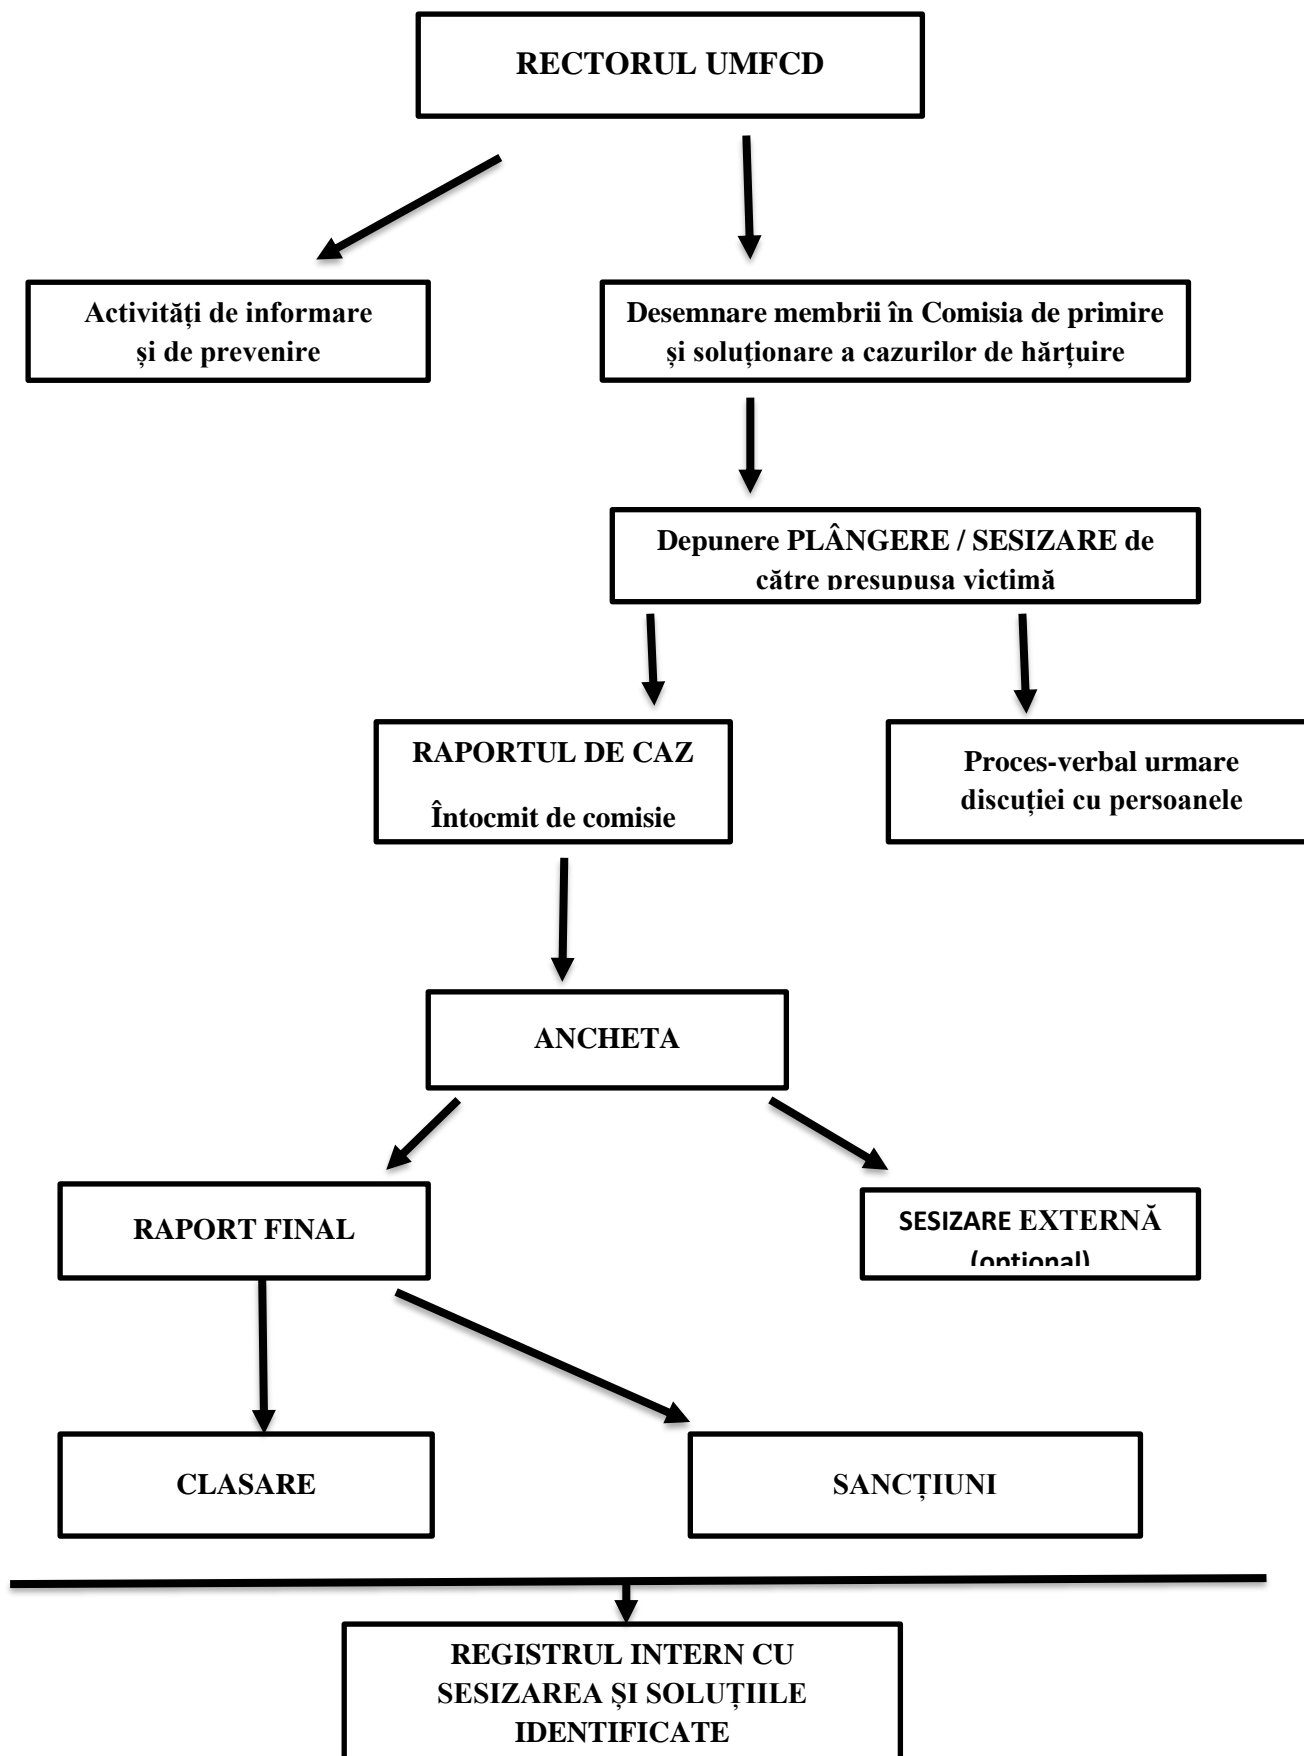 RECTORUL UMFCD
Activități de informare
și de prevenire
Desemnare membrii în Comisia de primire
și soluționare a cazurilor de hărțuire
Depunere PLÂNGERE / SESIZARE de
către presupusa victimă
RAPORTUL DE CAZ
Întocmit de comisie
Proces-verbal urmare
discuției cu persoanele
ANCHETA
RAPORT FINAL
SESIZARE EXTERNĂ
(opțional)
CLASARE
SANCȚIUNI
REGISTRUL INTERN CU
SESIZAREA ȘI SOLUȚIILE
IDENTIFICATE